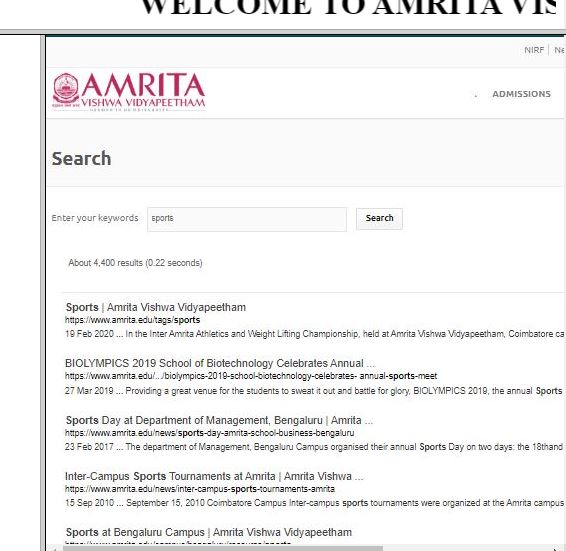 WELCOME TO AMRITA VIS
NIRF | Ne
AMRITA
VISHWA VIDYAPEETHAM
. ADMISSIONS
Search
Enter your keywords sports Search
About 4,400 results (0.22 seconds)
Sports | Amrita Vishwa Vidyapeetham
https://www.amrita.edu/tags/sports
19 Feb 2020 ... In the Inter Amrita Athletics and Weight Lifting Championship, held at Amrita Vishwa Vidyapeetham, Coimbatore ca
BIOLYMPICS 2019 School of Biotechnology Celebrates Annual ...
https://www.amrita.edu/.../biolympics-2019-school-biotechnology-celebrates- annual-sports-meet
27 Mar 2019 ... Providing a great venue for the students to sweat it out and battle for glory, BIOLYMPICS 2019, the annual Sports
Sports Day at Department of Management, Bengaluru | Amrita ...
https://www.amrita.edu/news/sports-day-amrita-school-business-bengaluru
23 Feb 2017 ... The department of Management, Bengaluru Campus organised their annual Sports Day on two days: the 18thand
Inter-Campus Sports Tournaments at Amrita | Amrita Vishwa ...
https://www.amrita.edu/news/inter-campus-sports-tournaments-amrita
15 Sep 2010 ... September 15, 2010 Coimbatore Campus Inter-campus sports tournaments were organized at the Amrita campus
Sports at Bengaluru Campus | Amrita Vishwa Vidyapeetham